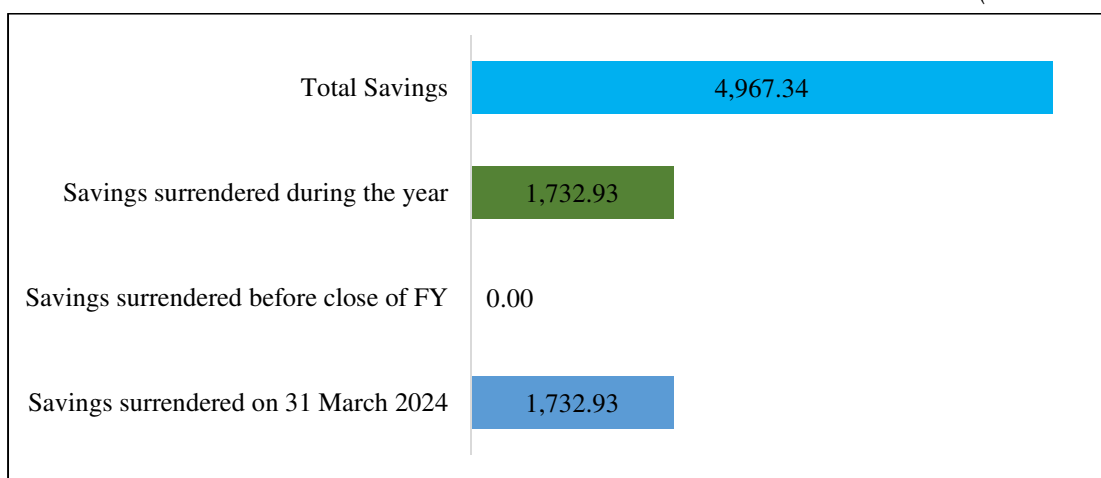 Total Savings 4,967.34
Savings surrendered during the year 1,732.93
Savings surrendered before close of FY 0.00
Savings surrendered on 31 March 2024 1,732.93